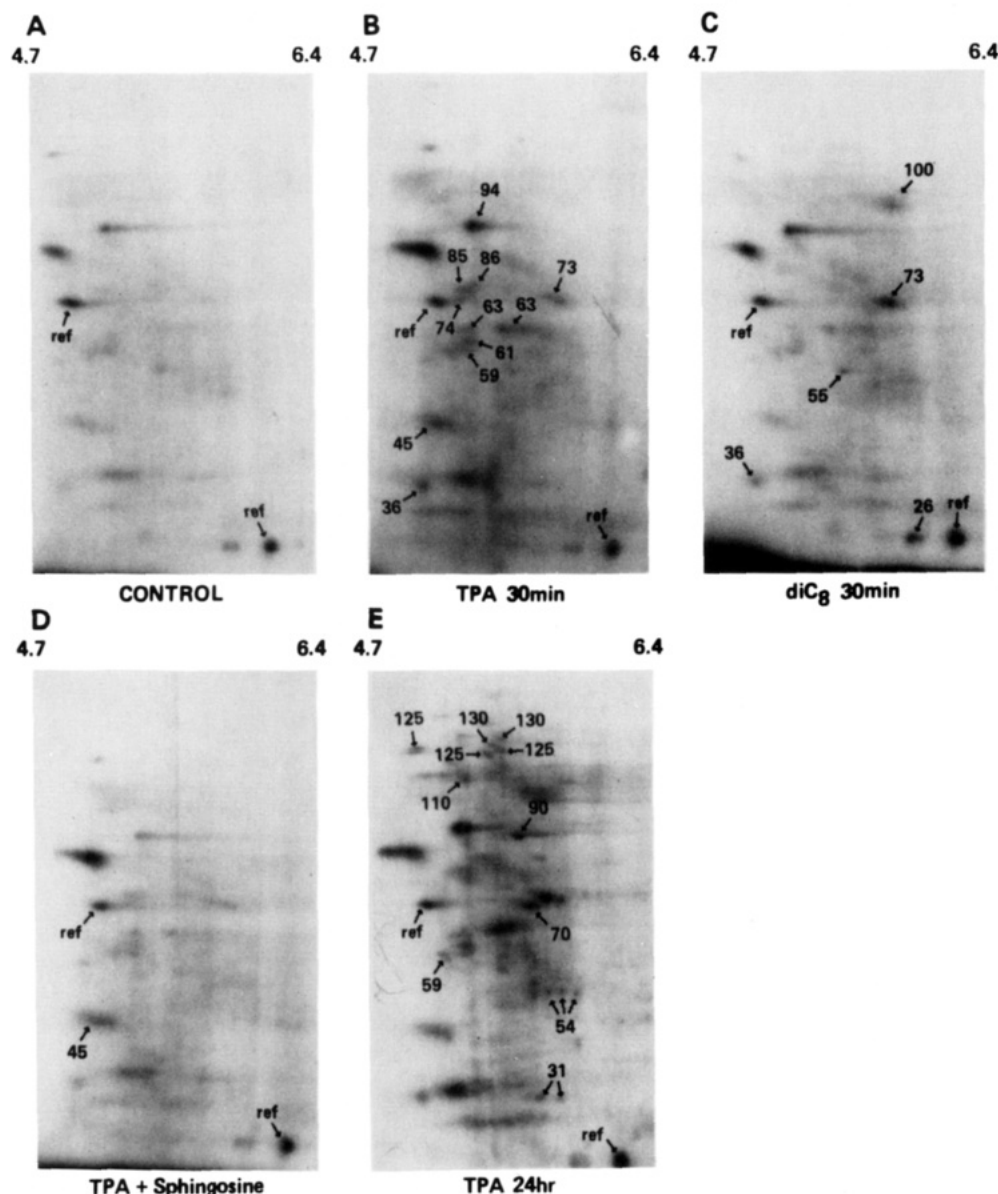 A
4.7 6.4
ref
ref
CONTROL
B
4.7 6.4
94
85 86
73
ref
74
63 63
61
59
45
36
ref
TPA 30min
C
4.7 6.4
100
73
ref
55
36
26 ref
diC8 30min
D
4.7 6.4
ref
45
ref
TPA + Sphingosine
E
4.7 6.4
125 130 130
125 125
110
90
ref
70
59
54
31
ref
TPA 24hr